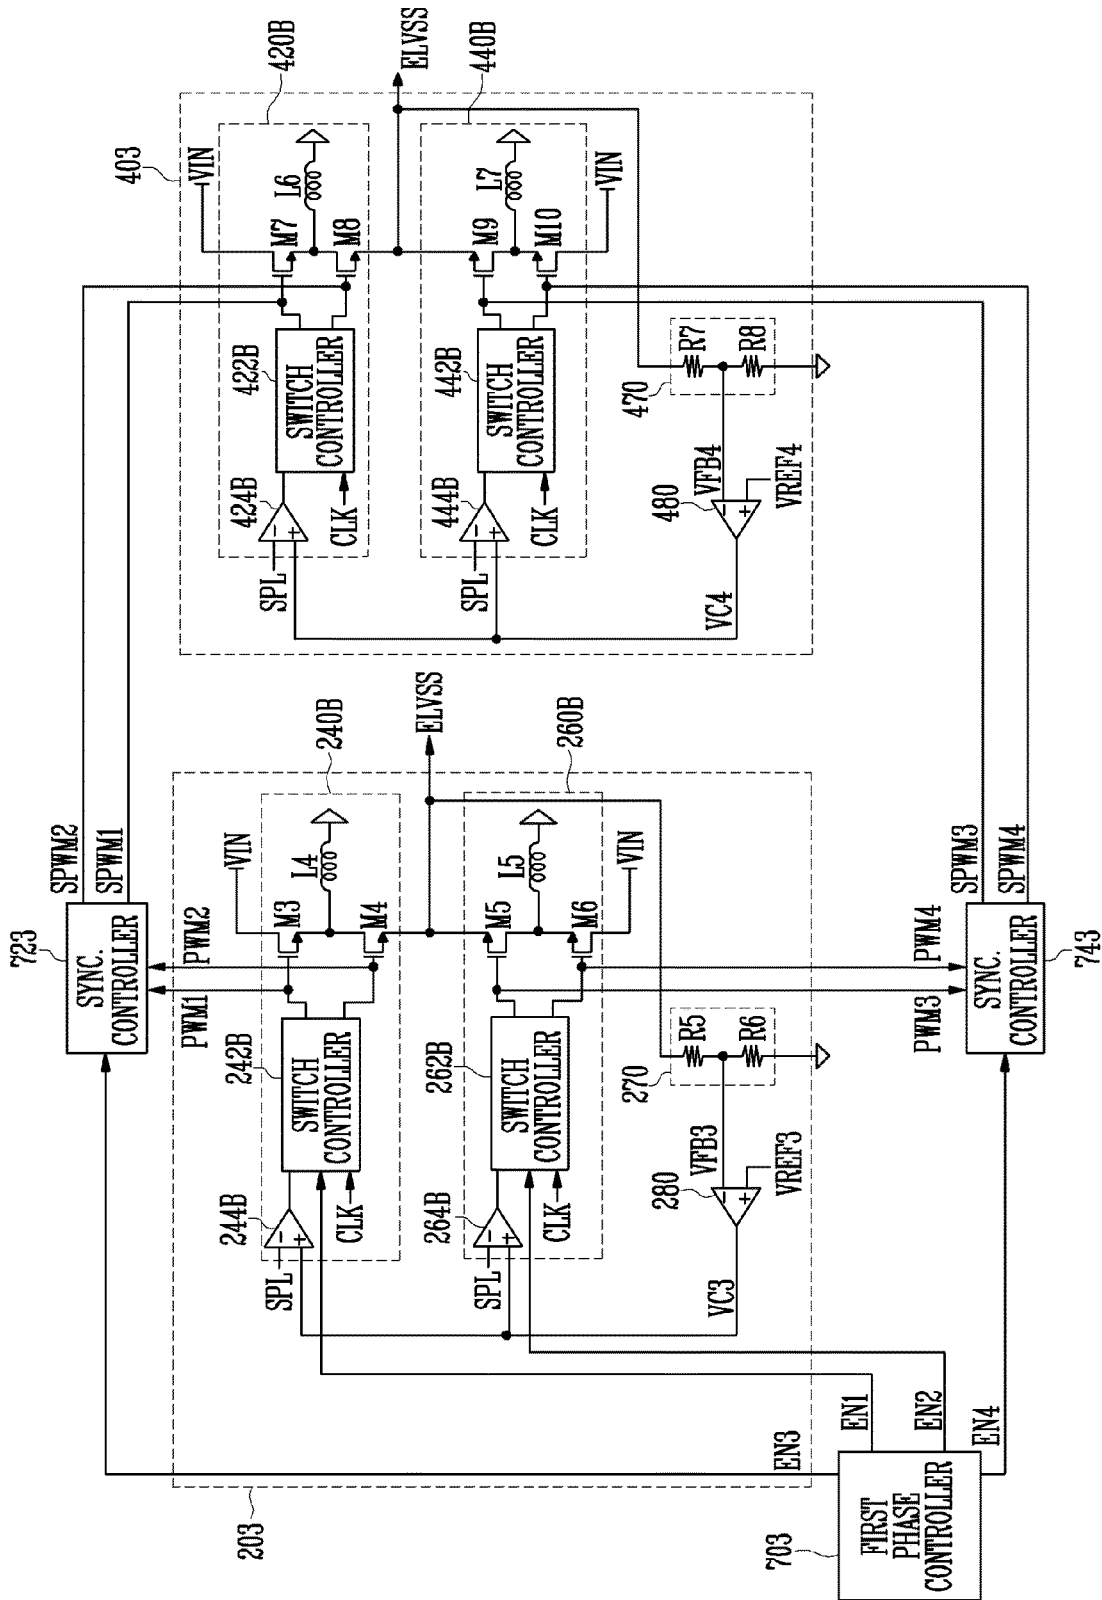 723
SYNC.
CONTROLLER
SPWM2
SPWM1
PWM1
PWM2
EN3
203
240B
VIN
M3
M4
L4
242B
SWITCH
CONTROLLER
244B
SPL
CLK
ELVSS
260B
M5
M6
L5
VIN
262B
SWITCH
CONTROLLER
264B
SPL
CLK
270
R5
R6
VFB3
280
VREF3
VC3
703
FIRST
PHASE
CONTROLLER
EN1
EN2
EN4
743
SYNC.
CONTROLLER
PWM3
PWM4
SPWM3
SPWM4
403
VIN
420B
M7
M8
L6
422B
SWITCH
CONTROLLER
424B
SPL
CLK
ELVSS
440B
M9
M10
L7
VIN
442B
SWITCH
CONTROLLER
444B
SPL
CLK
470
R7
R8
VFB4
480
VREF4
VC4